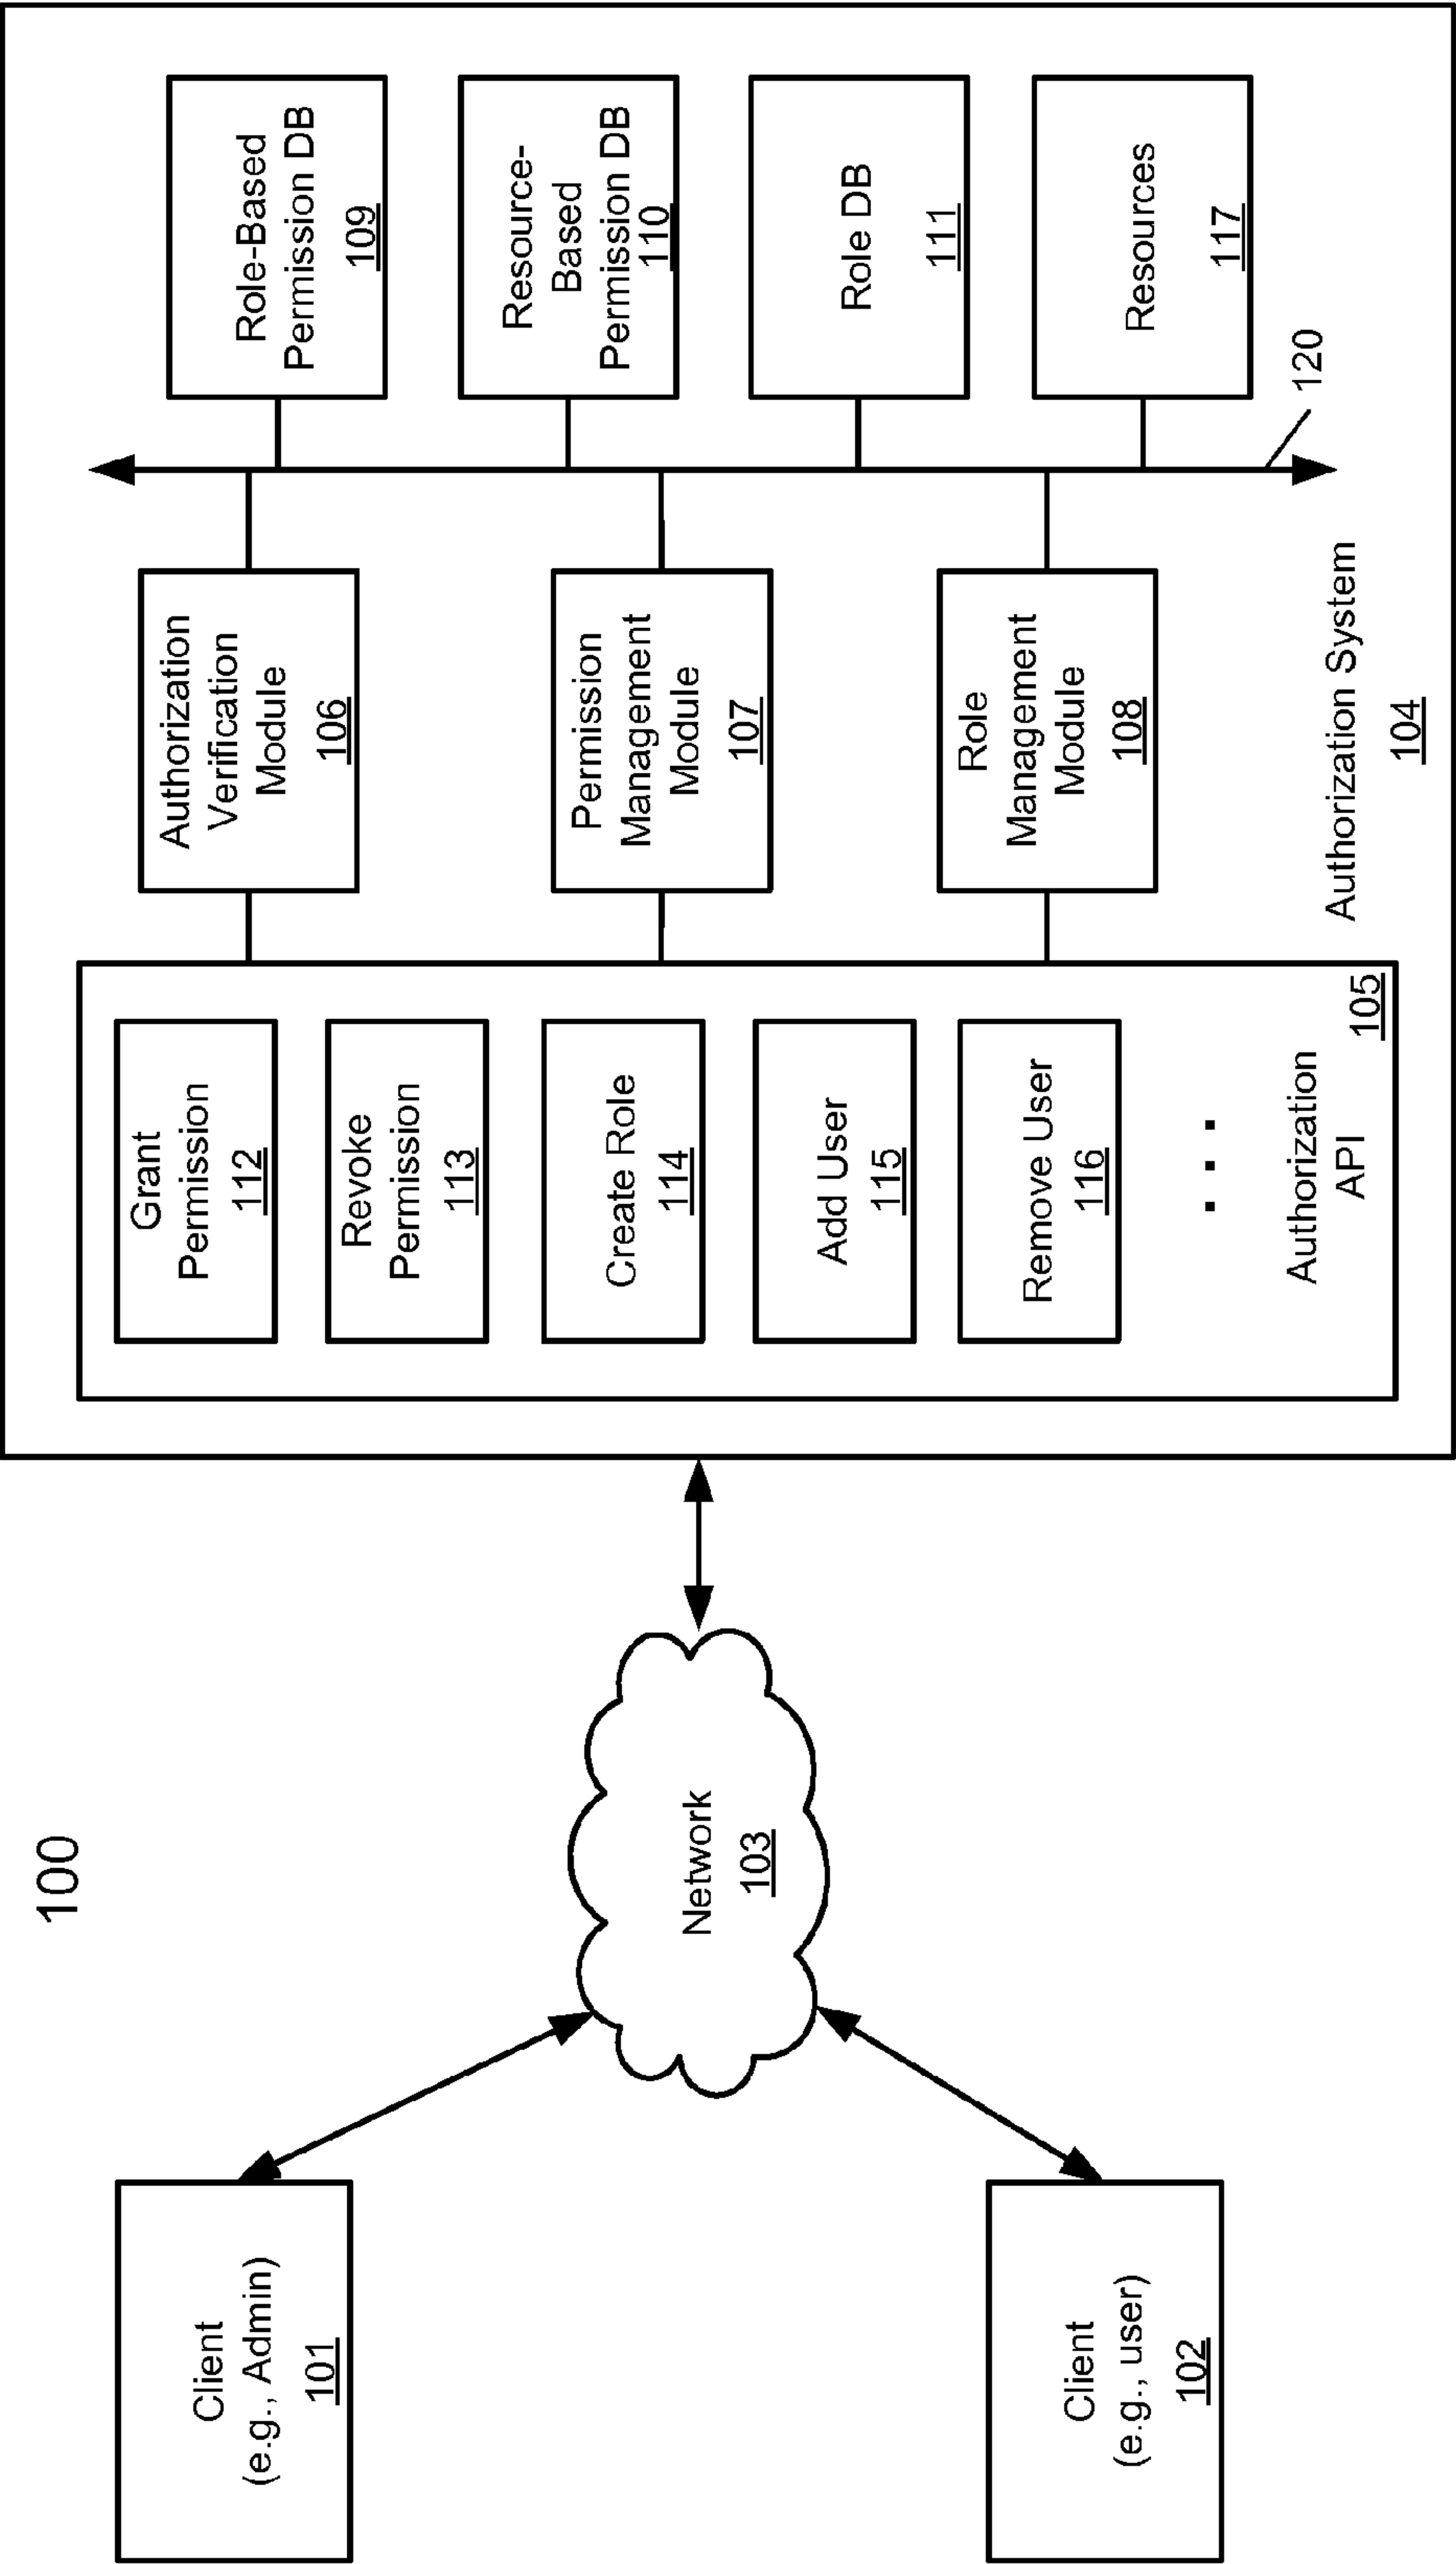 100
Client
(e.g., Admin)
101
Client
(e.g., user)
102
Network
103
Grant
Permission
112
Revoke
Permission
113
Create Role
114
Add User
115
Remove User
116
. . .
Authorization
API
105
Authorization
Verification
Module
106
Permission
Management
Module
107
Role
Management
Module
108
Authorization System
104
Role-Based
Permission DB
109
Resource-
Based
Permission DB
110
Role DB
111
Resources
117
120